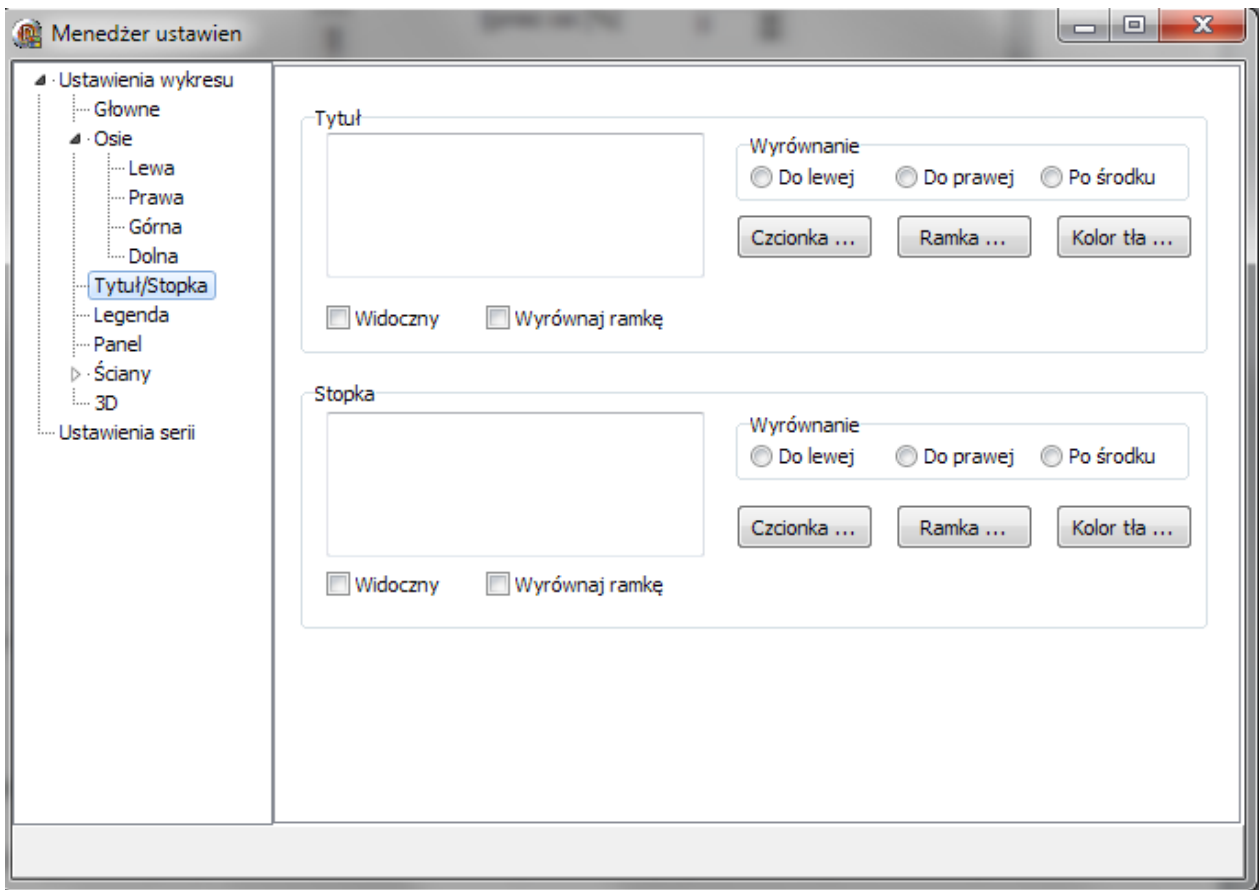 Menedżer ustawien
Ustawienia wykresu
Głowne
Osie
Lewa
Prawa
Górna
Dolna
Tytuł/Stopka
Legenda
Panel
Ściany
3D
Ustawienia serii
Tytuł
Wyrównanie
Do lewej Do prawej Po środku
Czcionka ... Ramka ... Kolor tła ...
Widoczny Wyrównaj ramkę
Stopka
Wyrównanie
Do lewej Do prawej Po środku
Czcionka ... Ramka ... Kolor tła ...
Widoczny Wyrównaj ramkę